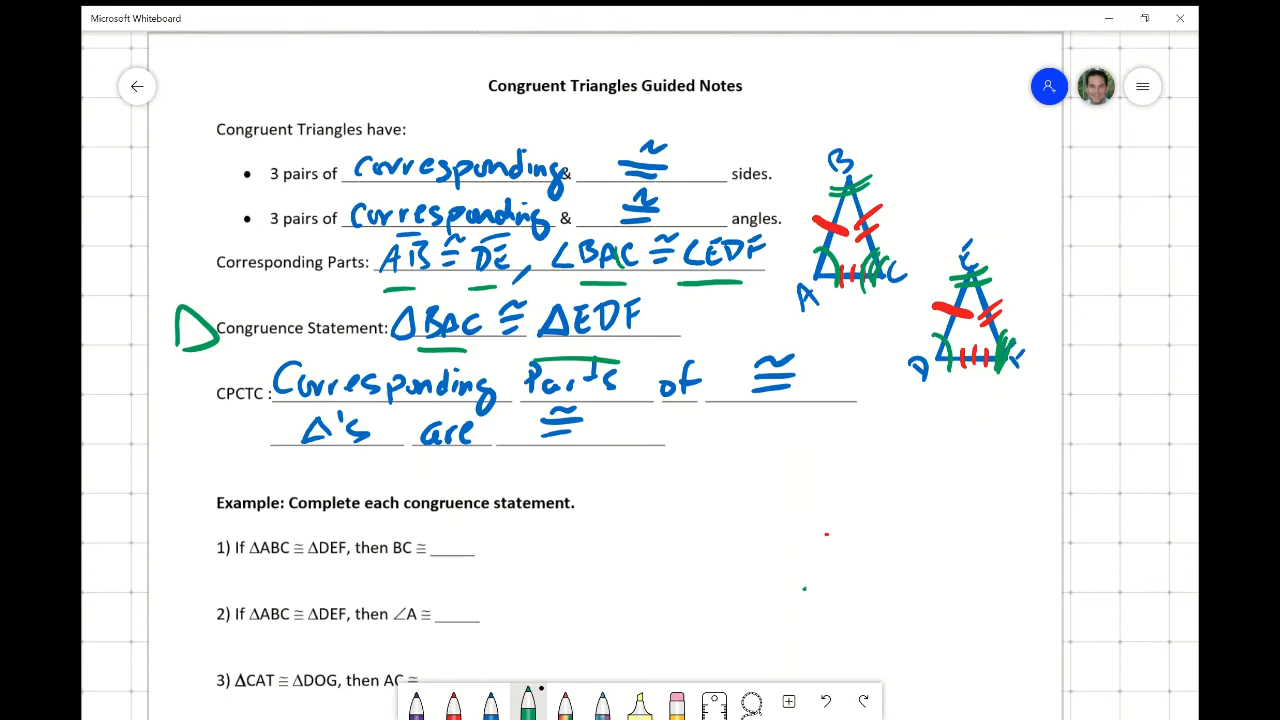 Microsoft Whiteboard
Congruent Triangles Guided Notes
Congruent Triangles have:
• 3 pairs of corresponding & ≅ sides.
• 3 pairs of corresponding & ≅ angles.
Corresponding Parts: AB ≅ DE, ∠BAC ≅ ∠EDF
Congruence Statement: ΔBAC ≅ ΔEDF
CPCTC : Corresponding Parts of ≅
Δ's are ≅
B
A
C
E
D
F
Example: Complete each congruence statement.
1) If ΔABC ≅ ΔDEF, then BC ≅ _____
2) If ΔABC ≅ ΔDEF, then ∠A ≅ _____
3) ΔCAT ≅ ΔDOG, then AC ≅